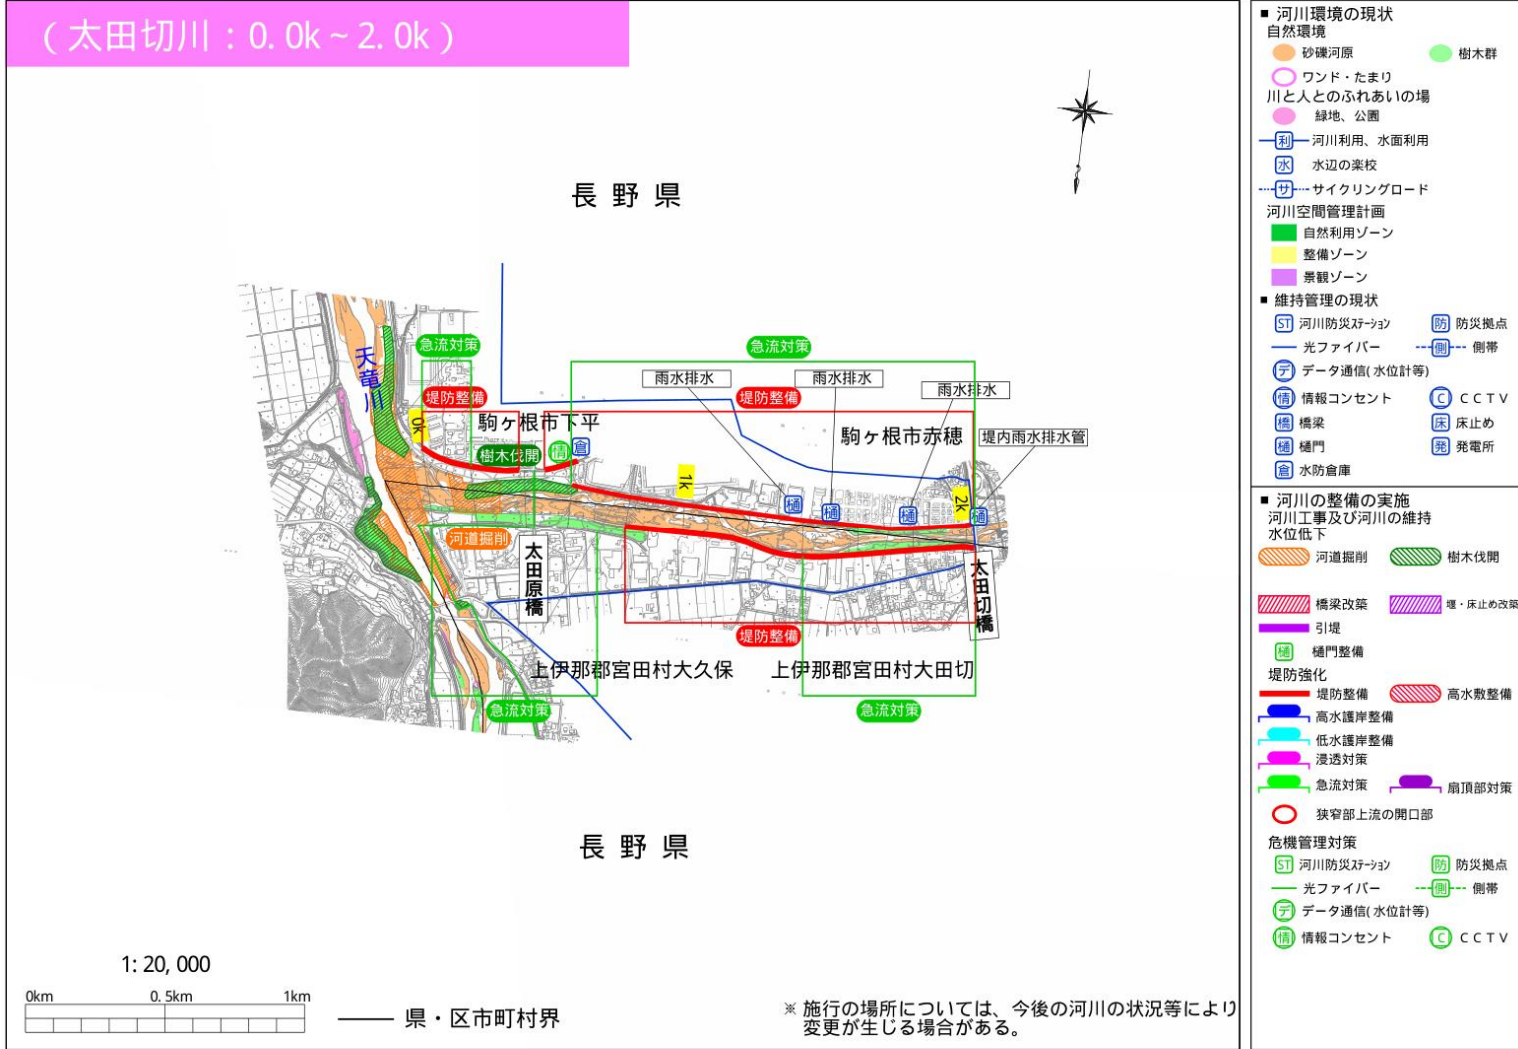 (太田切川:0.0k~2.0k)
長野県
天竜川
急流対策
急流対策
雨水排水
雨水排水
雨水排水
堤防整備
堤防整備
0k
駒ヶ根市下平
駒ヶ根市赤穂
堤内雨水排水管
樹木伐開
情
倉
1k
2k
樋
樋
樋
樋
河道掘削
太田原橋
太田切橋
堤防整備
上伊那郡宮田村大久保
上伊那郡宮田村大田切
急流対策
急流対策
長野県
1:20,000
0km 0.5km 1km
県・区市町村界
※ 施行の場所については、今後の河川の状況等により
変更が生じる場合がある。
■ 河川環境の現状
自然環境
砂礫河原 樹木群
ワンド・たまり
川と人とのふれあいの場
緑地、公園
利 河川利用、水面利用
水 水辺の楽校
サ サイクリングロード
河川空間管理計画
自然利用ゾーン
整備ゾーン
景観ゾーン
■ 維持管理の現状
ST 河川防災ステーション 防 防災拠点
光ファイバー 側 側帯
デ データ通信(水位計等)
情 情報コンセント C CCTV
橋 橋梁 床 床止め
樋 樋門 発 発電所
倉 水防倉庫
■ 河川の整備の実施
河川工事及び河川の維持
水位低下
河道掘削 樹木伐開
橋梁改築 堰・床止め改築
引堤
樋 樋門整備
堤防強化
堤防整備 高水敷整備
高水護岸整備
低水護岸整備
浸透対策
急流対策 扇頂部対策
狭窄部上流の開口部
危機管理対策
ST 河川防災ステーション 防 防災拠点
光ファイバー 側 側帯
デ データ通信(水位計等)
情 情報コンセント C CCTV